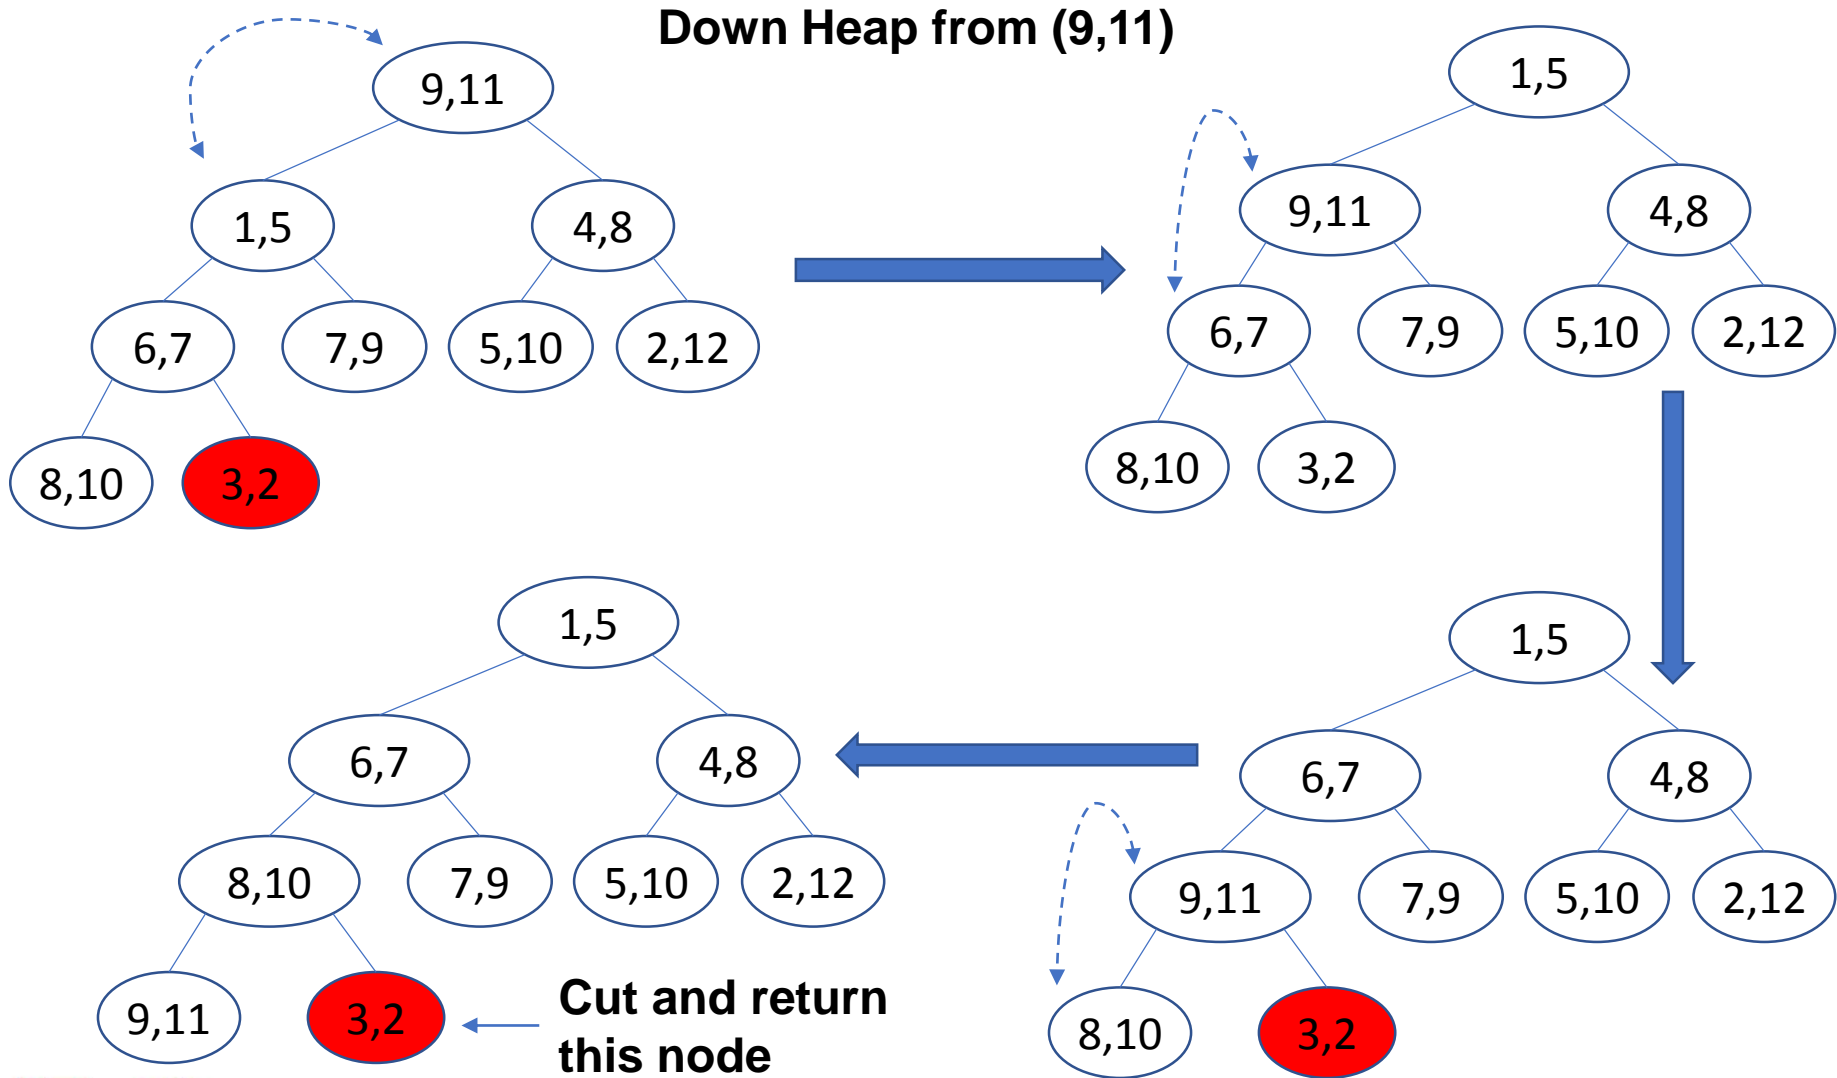 Down Heap from (9,11)
9,11
1,5 4,8
6,7 7,9 5,10 2,12
8,10 3,2
1,5
9,11 4,8
6,7 7,9 5,10 2,12
8,10 3,2
1,5
6,7 4,8
9,11 7,9 5,10 2,12
8,10 3,2
1,5
6,7 4,8
8,10 7,9 5,10 2,12
9,11 3,2
Cut and return
this node